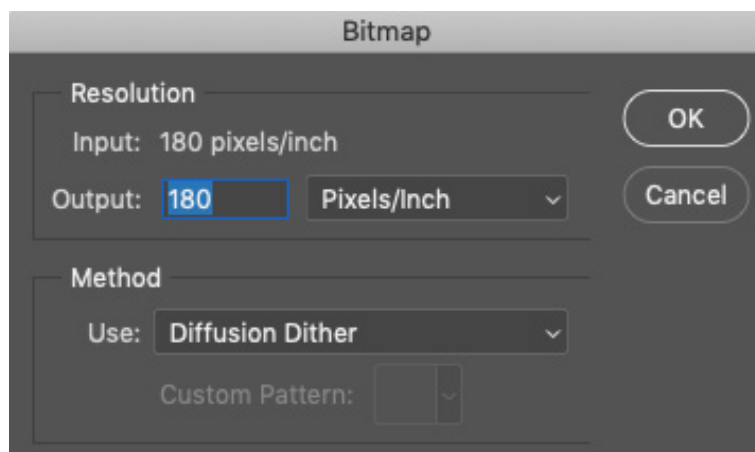 Bitmap
Resolution
Input: 180 pixels/inch
Output: 180 Pixels/Inch
OK
Cancel
Method
Use: Diffusion Dither
Custom Pattern: